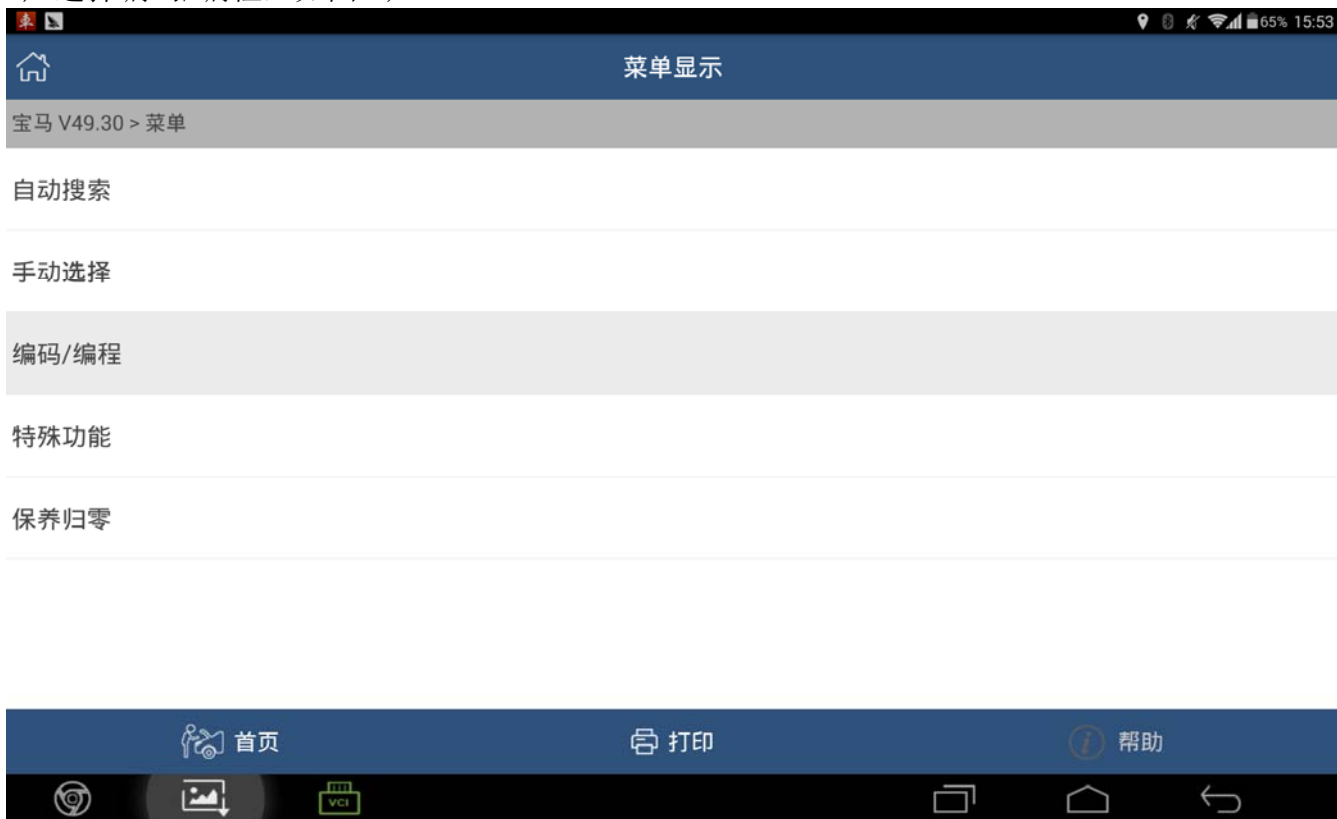 65% 15:53
菜单显示
宝马 V49.30 > 菜单
自动搜索
手动选择
编码/编程
特殊功能
保养归零
首页 打印 帮助
VCI